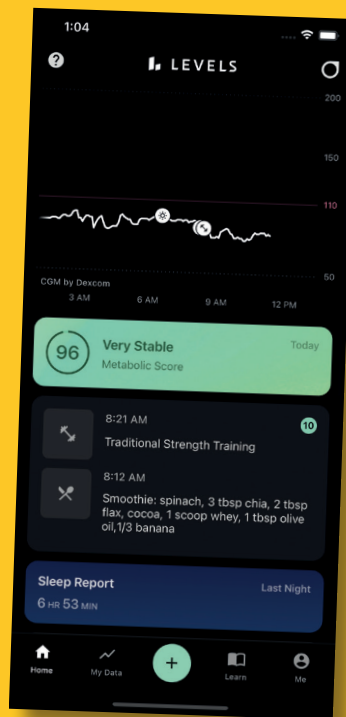 1:04
LEVELS
200
150
110
50
CGM by Dexcom
3 AM
6 AM
9 AM
12 PM
96
Very Stable
Today
Metabolic Score
8:21 AM
10
Traditional Strength Training
8:12 AM
Smoothie: spinach, 3 tbsp chia, 2 tbsp
flax, cocoa, 1 scoop whey, 1 tbsp olive
oil,1/3 banana
Sleep Report
Last Night
6 HR 53 MIN
Home
My Data
+
Learn
Me